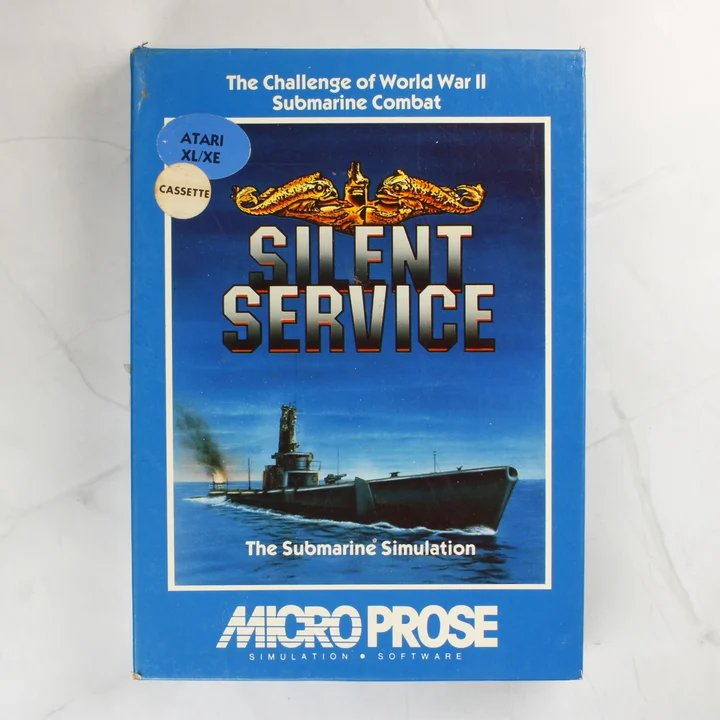 The Challenge of World War II
Submarine Combat
ATARI
XL/XE
CASSETTE
SILENT
SERVICE
The Submarine Simulation
MICRO PROSE
SIMULATION • SOFTWARE